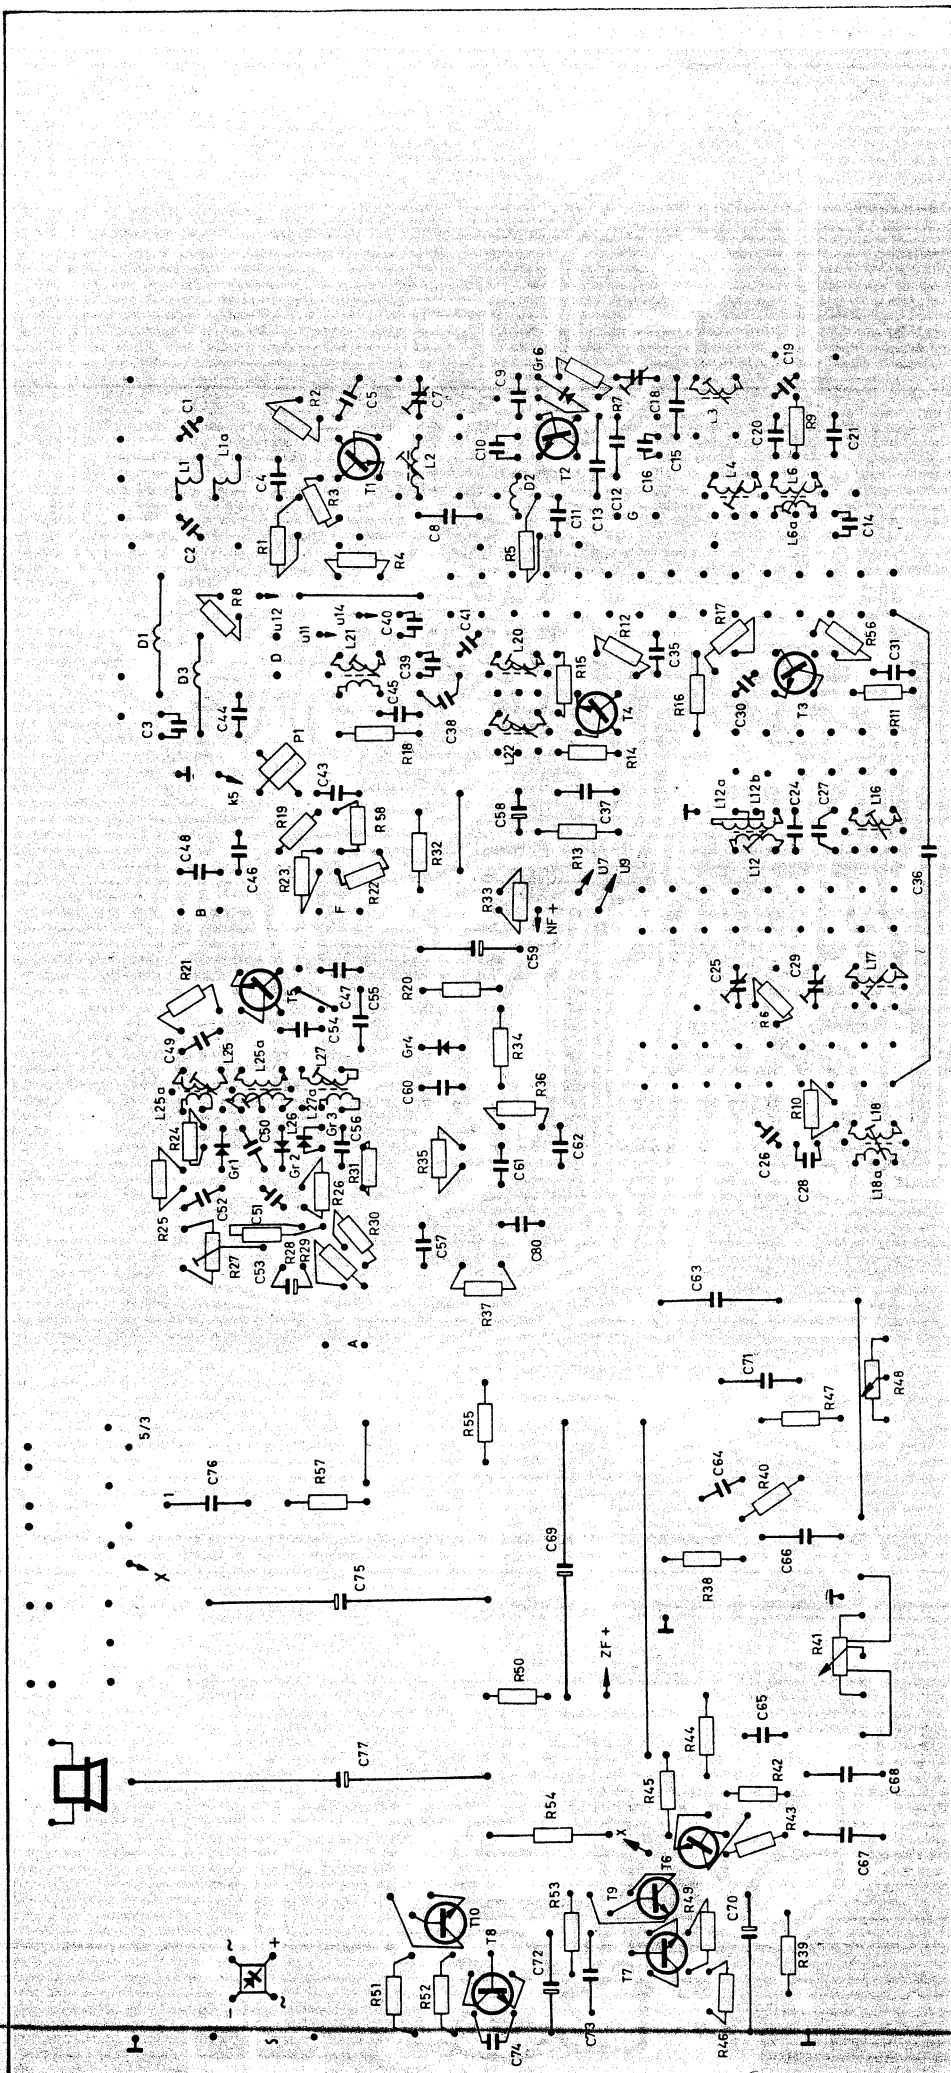 C1
L1
L1a
C2
R2
C5
C4
R3
T1
R1
R4
C7
L2
C8
C9
C10
Gr6
R7
T2
D2
C11
C12
C13
R5
C16
C18
C15
G
L3
C19
C20
R9
C21
L4
L6
L6a
C14
D1
D3
R8
u12
u11
u14
D
C3
C44
L21
C40
C39
C41
C45
C38
R18
L20
L22
R15
R12
C35
T4
R14
R17
R16
C30
T3
R56
C31
R11
k5
P1
C43
R19
R58
C48
C46
R23
R22
R32
C58
C37
R13
U7
U9
L12a
L12b
L12
C24
C27
L16
C36
B
F
R33
NF +
C59
R21
T5
C47
C55
C54
R20
C49
L25
L25a
L25a
L27
L27a
L26
Gr4
C60
R34
R36
C25
R6
C29
L17
R24
Gr1
C50
Gr2
Gr3
C56
R35
C61
C62
R10
C26
C28
L18
L18a
R25
C52
C51
R26
R31
R30
R27
C53
R28
R29
C57
C80
R37
A
C63
C71
R47
R48
5/3
1
C76
R57
R55
C69
C64
R40
R38
C66
X
C75
R50
ZF +
R41
C77
R44
C65
R45
R42
R43
C68
C67
R54
X
T6
T9
R49
T7
C70
R53
C72
C73
R39
R46
T10
T8
R51
R52
C74
~
+
-
~
S